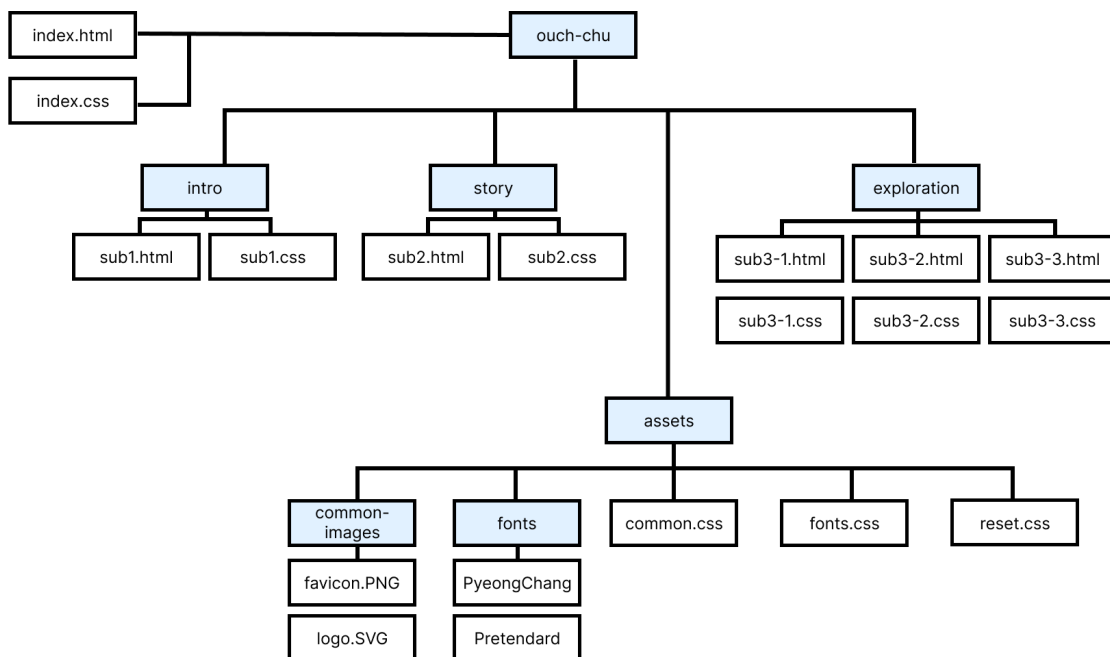 index.html
ouch-chu
index.css
intro
story
exploration
sub1.html
sub1.css
sub2.html
sub2.css
sub3-1.html
sub3-2.html
sub3-3.html
sub3-1.css
sub3-2.css
sub3-3.css
assets
common-
images
fonts
common.css
fonts.css
reset.css
favicon.PNG
PyeongChang
logo.SVG
Pretendard